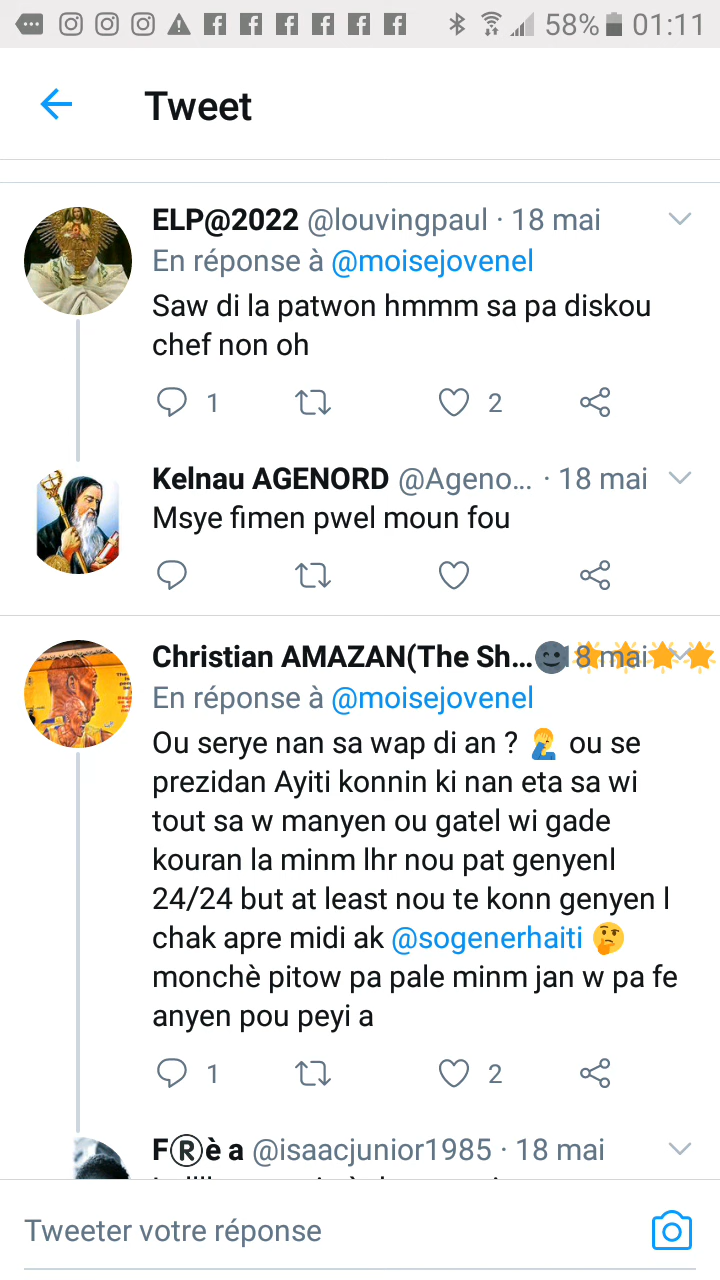 58% 01:11
Tweet
ELP@2022 @louvingpaul · 18 mai
En réponse à @moisejovenel
Saw di la patwon hmmm sa pa diskou
chef non oh
1 2
Kelnau AGENORD @Ageno... · 18 mai
Msye fimen pwel moun fou
Christian AMAZAN(The Sh...🌚18 mai🌟🌟🌟🌟
En réponse à @moisejovenel
Ou serye nan sa wap di an ? 🤦‍♂️ ou se
prezidan Ayiti konnin ki nan eta sa wi
tout sa w manyen ou gatel wi gade
kouran la minm lhr nou pat genyenl
24/24 but at least nou te konn genyen l
chak apre midi ak @sogenerhaiti 🤔
monchè pitow pa pale minm jan w pa fe
anyen pou peyi a
1 2
FⓇè a @isaacjunior1985 · 18 mai
Tweeter votre réponse